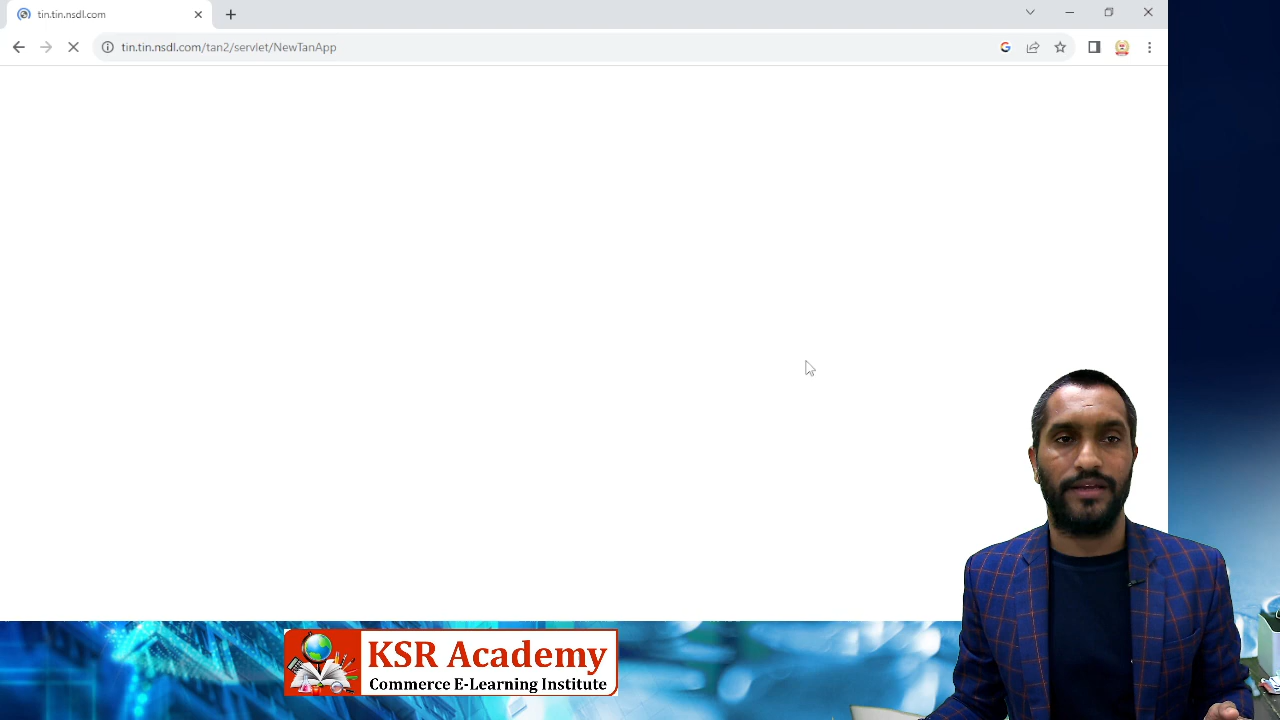 tin.tin.nsdl.com
tin.tin.nsdl.com/tan2/servlet/NewTanApp
KSR Academy
Commerce E-Learning Institute